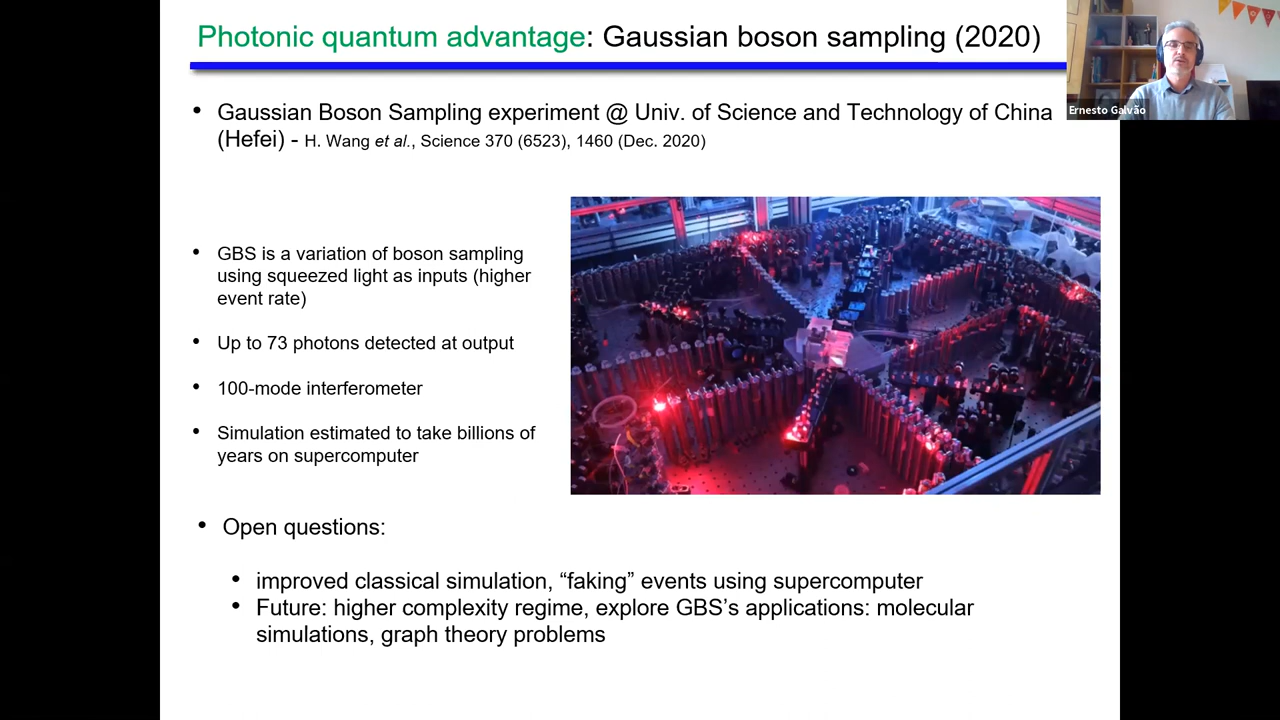 Photonic quantum advantage: Gaussian boson sampling (2020)
Ernesto Galvão
• Gaussian Boson Sampling experiment @ Univ. of Science and Technology of China
(Hefei) - H. Wang et al., Science 370 (6523), 1460 (Dec. 2020)
• GBS is a variation of boson sampling
using squeezed light as inputs (higher
event rate)
• Up to 73 photons detected at output
• 100-mode interferometer
• Simulation estimated to take billions of
years on supercomputer
• Open questions:
• improved classical simulation, “faking” events using supercomputer
• Future: higher complexity regime, explore GBS’s applications: molecular
simulations, graph theory problems